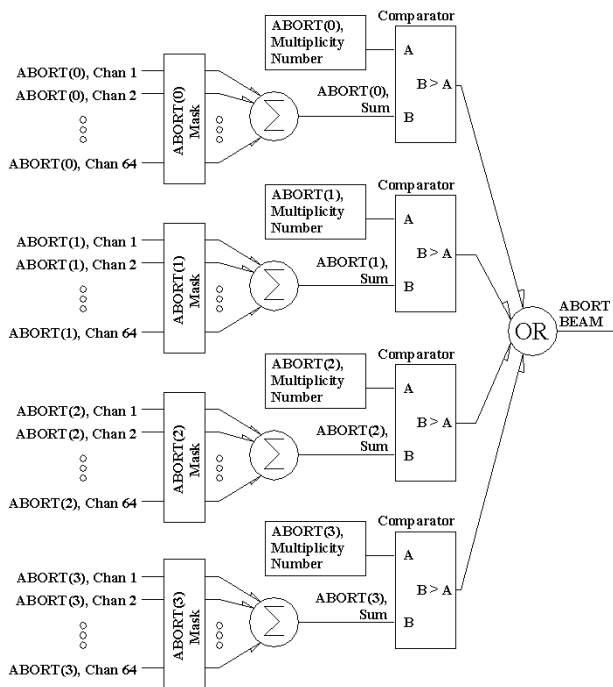 Comparator
ABORT(0),
Multiplicity
Number
A
B > A
B
ABORT(0), Chan 1
ABORT(0), Chan 2
ABORT(0), Chan 64
ABORT(0)
Mask
∑
ABORT(0),
Sum
Comparator
ABORT(1),
Multiplicity
Number
A
B > A
B
ABORT(1), Chan 1
ABORT(1), Chan 2
ABORT(1), Chan 64
ABORT(1)
Mask
∑
ABORT(1),
Sum
OR
ABORT
BEAM
Comparator
ABORT(2),
Multiplicity
Number
A
B > A
B
ABORT(2), Chan 1
ABORT(2), Chan 2
ABORT(2), Chan 64
ABORT(2)
Mask
∑
ABORT(2),
Sum
Comparator
ABORT(3),
Multiplicity
Number
A
B > A
B
ABORT(3), Chan 1
ABORT(3), Chan 2
ABORT(3), Chan 64
ABORT(3)
Mask
∑
ABORT(3),
Sum